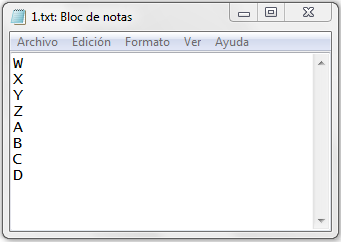 1.txt: Bloc de notas
Archivo Edición Formato Ver Ayuda
W
X
Y
Z
A
B
C
D